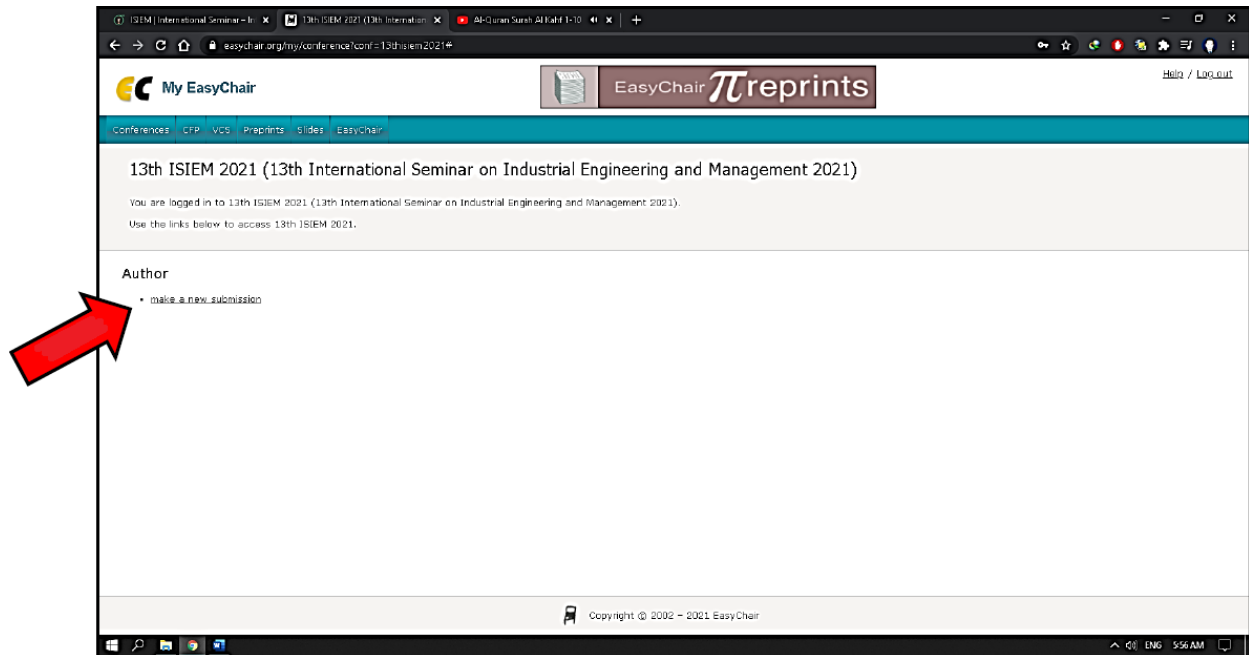 ISIEM | International Seminar – In
13th ISIEM 2021 (13th Internation
Al-Quran Surah Al Kahf 1-10
easychair.org/my/conference?conf=13thisiem2021#
My EasyChair
EasyChair πreprints
Help / Log out
Conferences CFP VCS Preprints Slides EasyChair
13th ISIEM 2021 (13th International Seminar on Industrial Engineering and Management 2021)
You are logged in to 13th ISIEM 2021 (13th International Seminar on Industrial Engineering and Management 2021).
Use the links below to access 13th ISIEM 2021.
Author
make a new submission
Copyright © 2002 – 2021 EasyChair
ENG 5:56 AM